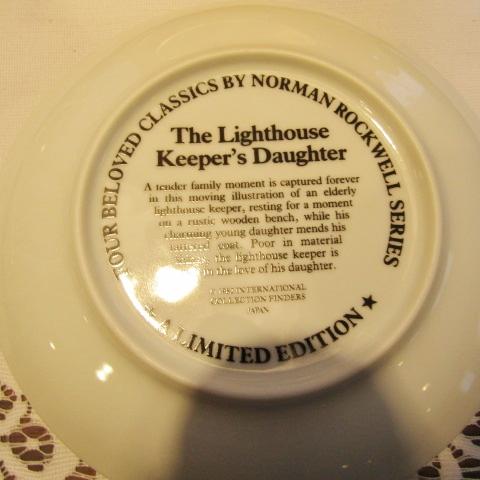 FOUR BELOVED CLASSICS BY NORMAN ROCKWELL SERIES
The Lighthouse
Keeper's Daughter
A tender family moment is captured forever
in this moving illustration of an elderly
lighthouse keeper, resting for a moment
on a rustic wooden bench, while his
charming young daughter mends his
tattered coat. Poor in material
the lighthouse keeper is
in the love of his daughter.
INTERNATIONAL
COLLECTION FINDERS
JAPAN
★ A LIMITED EDITION ★